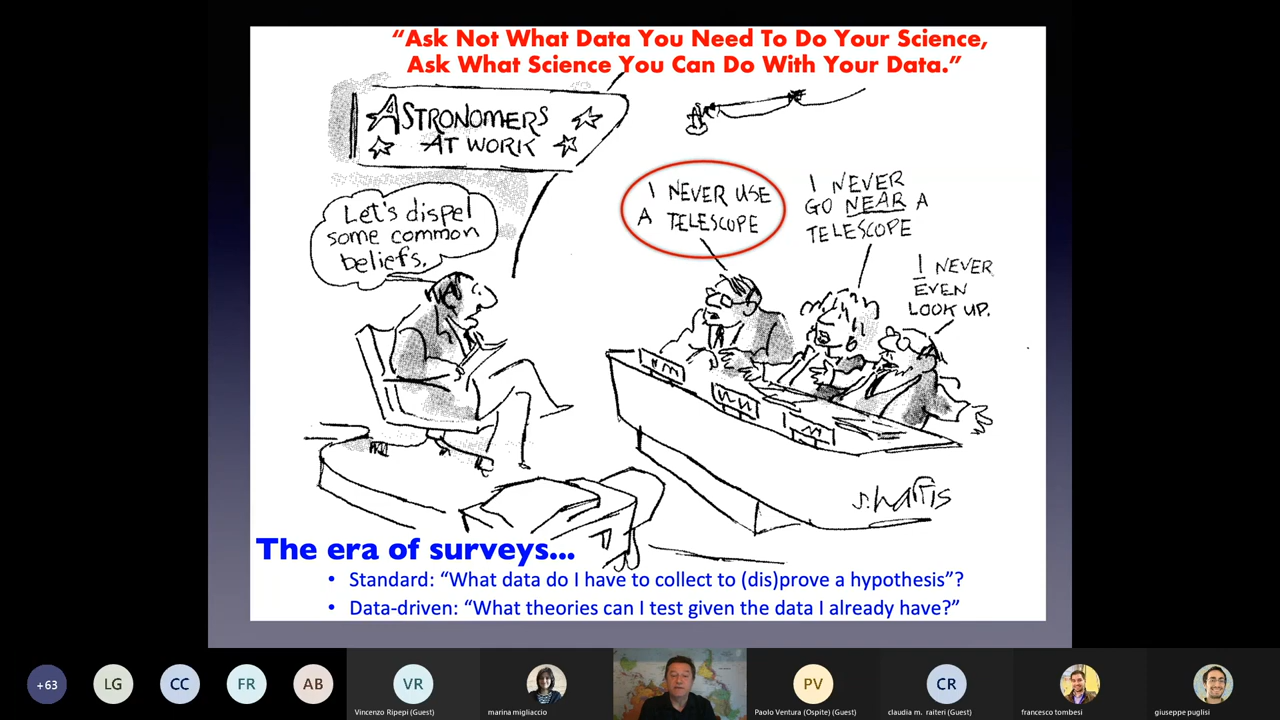 “Ask Not What Data You Need To Do Your Science,
Ask What Science You Can Do With Your Data.”
ASTRONOMERS
AT WORK
Let's dispel
some common
beliefs.
I NEVER USE
A TELESCOPE
I NEVER
GO NEAR A
TELESCOPE
I NEVER
EVEN
LOOK UP.
S. HARRIS
The era of surveys...
• Standard: “What data do I have to collect to (dis)prove a hypothesis”?
• Data-driven: “What theories can I test given the data I already have?”
+63
LG
CC
FR
AB
VR
PV
CR
Vincenzo Ripepi (Guest)
marina migliaccio
Paolo Ventura (Ospite) (Guest)
claudia m. raiteri (Guest)
francesco tombesi
giuseppe puglisi